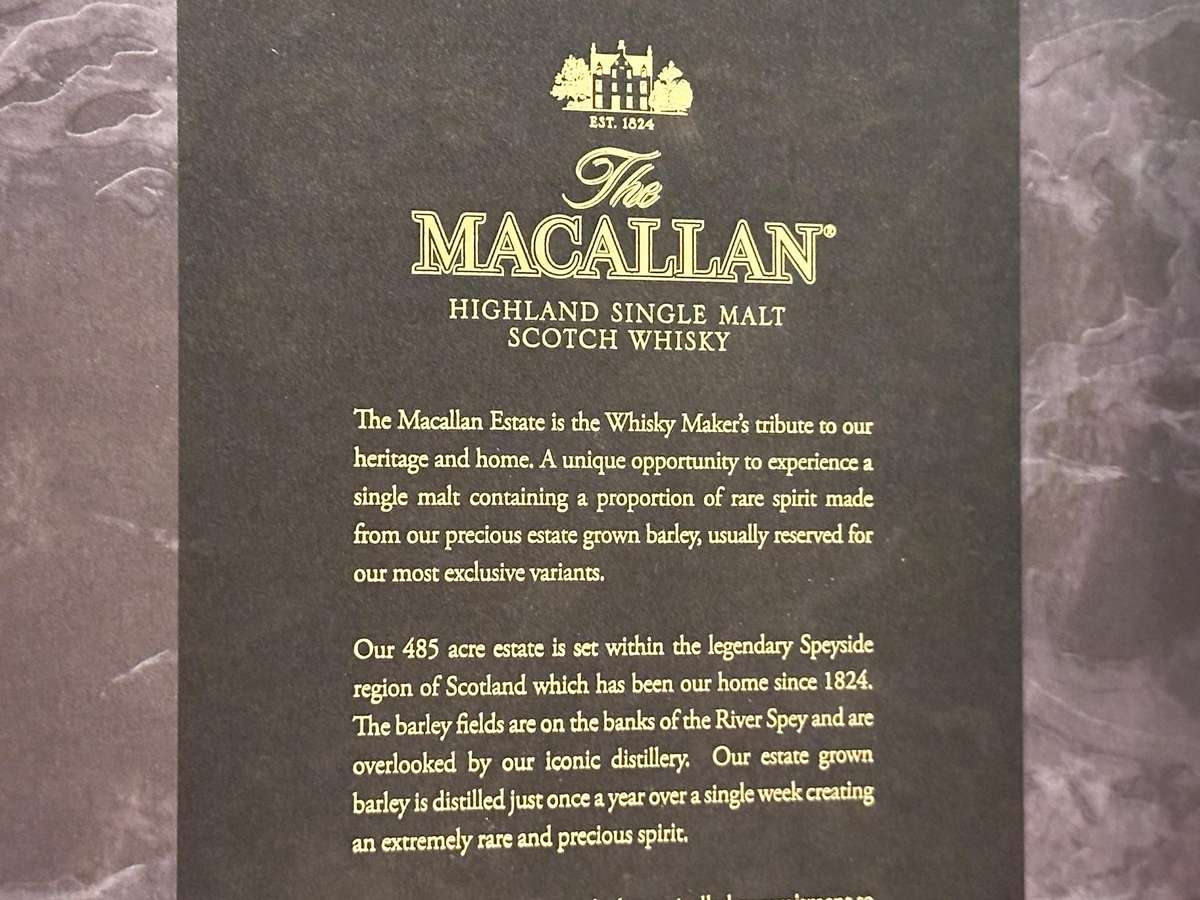 EST. 1824
The
MACALLAN®
HIGHLAND SINGLE MALT
SCOTCH WHISKY
The Macallan Estate is the Whisky Maker's tribute to our
heritage and home. A unique opportunity to experience a
single malt containing a proportion of rare spirit made
from our precious estate grown barley, usually reserved for
our most exclusive variants.
Our 485 acre estate is set within the legendary Speyside
region of Scotland which has been our home since 1824.
The barley fields are on the banks of the River Spey and are
overlooked by our iconic distillery. Our estate grown
barley is distilled just once a year over a single week creating
an extremely rare and precious spirit.